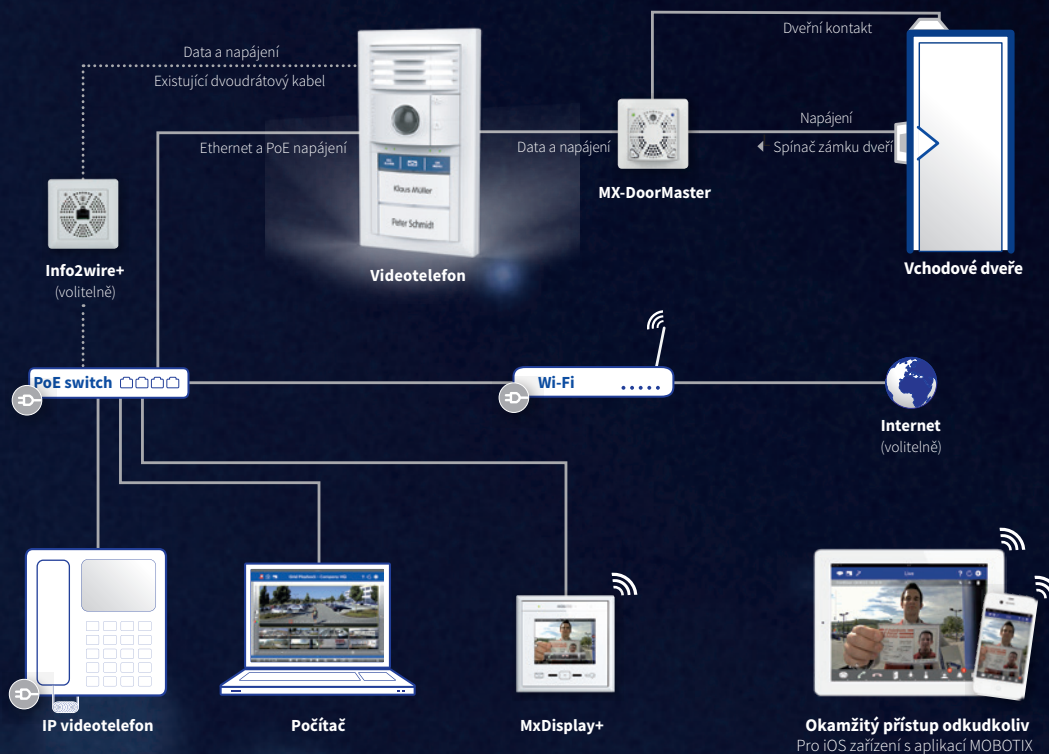 Dveřní kontakt
Data a napájení
Existující dvoudrátový kabel
Napájení
Ethernet a PoE napájení
Data a napájení
Spínač zámku dveří
MX-DoorMaster
Klaus Müller
Peter Schmidt
Info2wire+
(volitelně)
Videotelefon
Vchodové dveře
PoE switch
Wi-Fi
Internet
(volitelně)
Live
IP videotelefon
Počítač
MxDisplay+
Okamžitý přístup odkudkoliv
Pro iOS zařízení s aplikací MOBOTIX